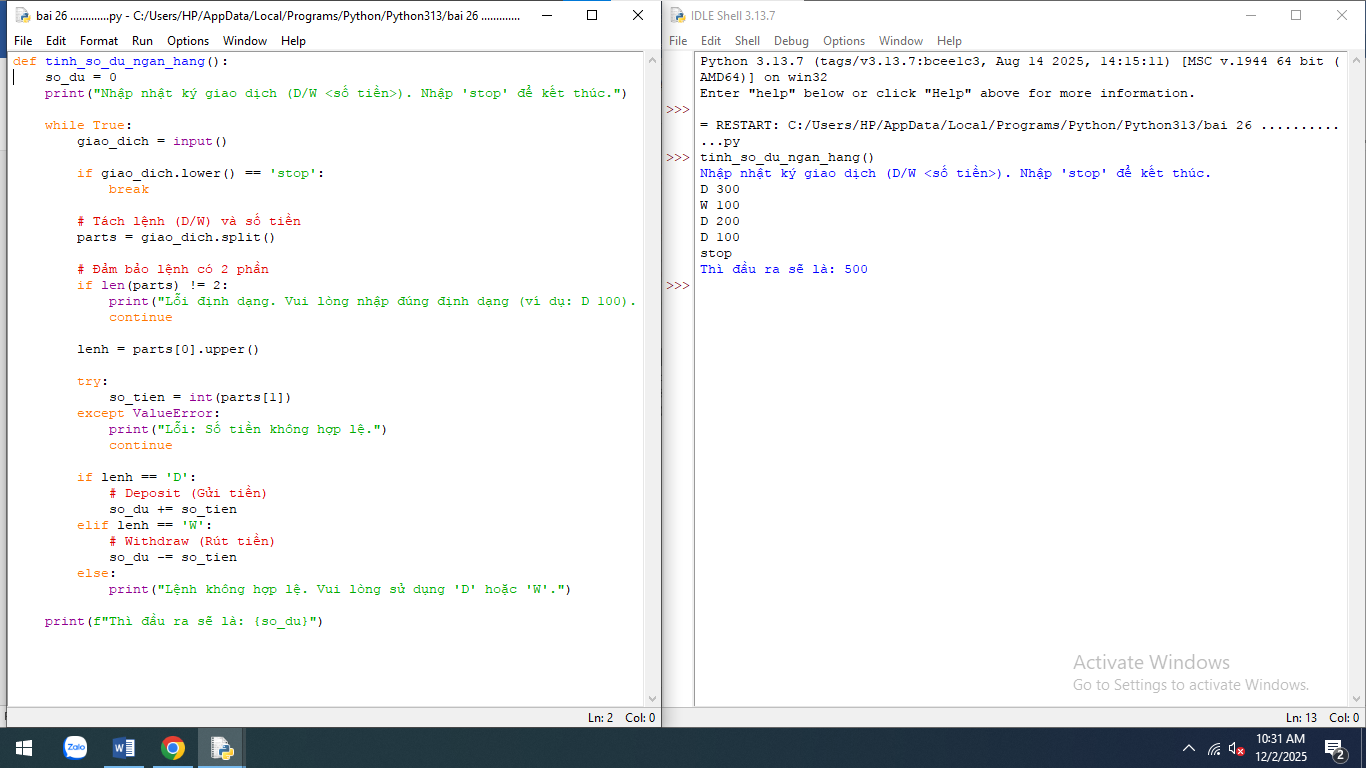 bai 26 .............py - C:/Users/HP/AppData/Local/Programs/Python/Python313/bai 26 .............
File Edit Format Run Options Window Help
def tinh_so_du_ngan_hang():
so_du = 0
print("Nhập nhật ký giao dịch (D/W <số tiền>). Nhập 'stop' để kết thúc.")
while True:
giao_dich = input()
if giao_dich.lower() == 'stop':
break
# Tách lệnh (D/W) và số tiền
parts = giao_dich.split()
# Đảm bảo lệnh có 2 phần
if len(parts) != 2:
print("Lỗi định dạng. Vui lòng nhập đúng định dạng (ví dụ: D 100).
continue
lenh = parts[0].upper()
try:
so_tien = int(parts[1])
except ValueError:
print("Lỗi: Số tiền không hợp lệ.")
continue
if lenh == 'D':
# Deposit (Gửi tiền)
so_du += so_tien
elif lenh == 'W':
# Withdraw (Rút tiền)
so_du -= so_tien
else:
print("Lệnh không hợp lệ. Vui lòng sử dụng 'D' hoặc 'W'.")
print(f"Thì đầu ra sẽ là: {so_du}")
Ln: 2 Col: 0
IDLE Shell 3.13.7
File Edit Shell Debug Options Window Help
Python 3.13.7 (tags/v3.13.7:bcee1c3, Aug 14 2025, 14:15:11) [MSC v.1944 64 bit (
AMD64)] on win32
Enter "help" below or click "Help" above for more information.
>>>
= RESTART: C:/Users/HP/AppData/Local/Programs/Python/Python313/bai 26 ..........
...py
>>> tinh_so_du_ngan_hang()
Nhập nhật ký giao dịch (D/W <số tiền>). Nhập 'stop' để kết thúc.
D 300
W 100
D 200
D 100
stop
Thì đầu ra sẽ là: 500
>>>
Activate Windows
Go to Settings to activate Windows.
Ln: 13 Col: 0
Zalo
W
10:31 AM
12/2/2025
2